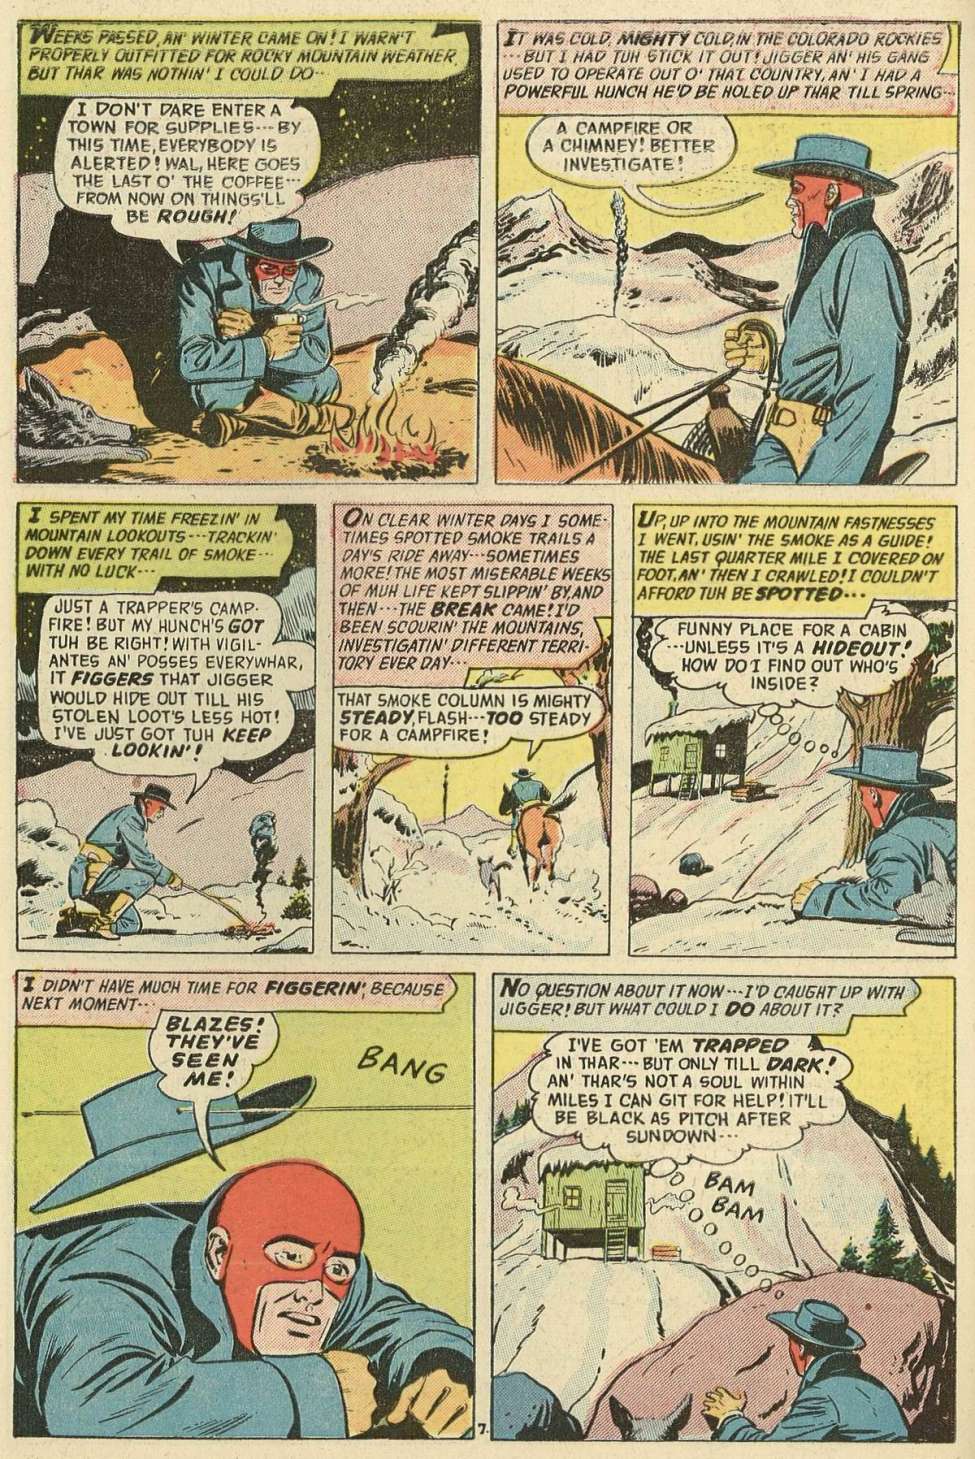 WEEKS PASSED, AN' WINTER CAME ON! I WARN'T
PROPERLY OUTFITTED FOR ROCKY MOUNTAIN WEATHER,
BUT THAR WAS NOTHIN' I COULD DO--
I DON'T DARE ENTER A
TOWN FOR SUPPLIES---BY
THIS TIME, EVERYBODY IS
ALERTED! WAL, HERE GOES
THE LAST O' THE COFFEE---
FROM NOW ON THINGS'LL
BE ROUGH!
IT WAS COLD, MIGHTY COLD, IN THE COLORADO ROCKIES
---BUT I HAD TUH STICK IT OUT! JIGGER AN' HIS GANG
USED TO OPERATE OUT O' THAT COUNTRY, AN' I HAD A
POWERFUL HUNCH HE'D BE HOLED UP THAR TILL SPRING--
A CAMPFIRE OR
A CHIMNEY! BETTER
INVESTIGATE!
I SPENT MY TIME FREEZIN' IN
MOUNTAIN LOOKOUTS---TRACKIN'
DOWN EVERY TRAIL OF SMOKE---
WITH NO LUCK---
JUST A TRAPPER'S CAMP-
FIRE! BUT MY HUNCH'S GOT
TUH BE RIGHT! WITH VIGIL-
ANTES AN' POSSES EVERYWHAR,
IT FIGGERS THAT JIGGER
WOULD HIDE OUT TILL HIS
STOLEN LOOT'S LESS HOT!
I'VE JUST GOT TUH KEEP
LOOKIN'!
ON CLEAR WINTER DAYS I SOME-
TIMES SPOTTED SMOKE TRAILS A
DAY'S RIDE AWAY---SOMETIMES
MORE! THE MOST MISERABLE WEEKS
OF MUH LIFE KEPT SLIPPIN' BY, AND
THEN---THE BREAK CAME! I'D
BEEN SCOURIN' THE MOUNTAINS,
INVESTIGATIN' DIFFERENT TERRI-
TORY EVER DAY---
THAT SMOKE COLUMN IS MIGHTY
STEADY, FLASH---TOO STEADY
FOR A CAMPFIRE!
UP, UP INTO THE MOUNTAIN FASTNESSES
I WENT, USIN' THE SMOKE AS A GUIDE!
THE LAST QUARTER MILE I COVERED ON
FOOT, AN' THEN I CRAWLED! I COULDN'T
AFFORD TUH BE SPOTTED---
FUNNY PLACE FOR A CABIN
---UNLESS IT'S A HIDEOUT!
HOW DO I FIND OUT WHO'S
INSIDE?
I DIDN'T HAVE MUCH TIME FOR FIGGERIN', BECAUSE
NEXT MOMENT---
BLAZES!
THEY'VE
SEEN
ME!
BANG
NO QUESTION ABOUT IT NOW---I'D CAUGHT UP WITH
JIGGER! BUT WHAT COULD I DO ABOUT IT?
I'VE GOT 'EM TRAPPED
IN THAR---BUT ONLY TILL DARK!
AN' THAR'S NOT A SOUL WITHIN
MILES I CAN GIT FOR HELP! IT'LL
BE BLACK AS PITCH AFTER
SUNDOWN---
BAM
BAM
7